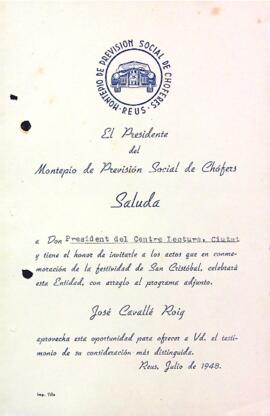 MONTEPIO DE PREVISION SOCIAL DE CHOFERES
- REUS -
El Presidente
del
Montepio de Previsión Social de Chófers
Saluda
a Don President del Centre Lectura. Ciutat
y tiene el honor de invitarle a los actos que en conme-
moración de la festividad de San Cristóbal, celebrará
esta Entidad, con arreglo al programa adjunto.
José Cavallé Roig
aprovecha esta oportunidad para ofrecer a Vd. el testi-
monio de su consideración más distinguida.
Reus, Julio de 1948.
Imp. Vila